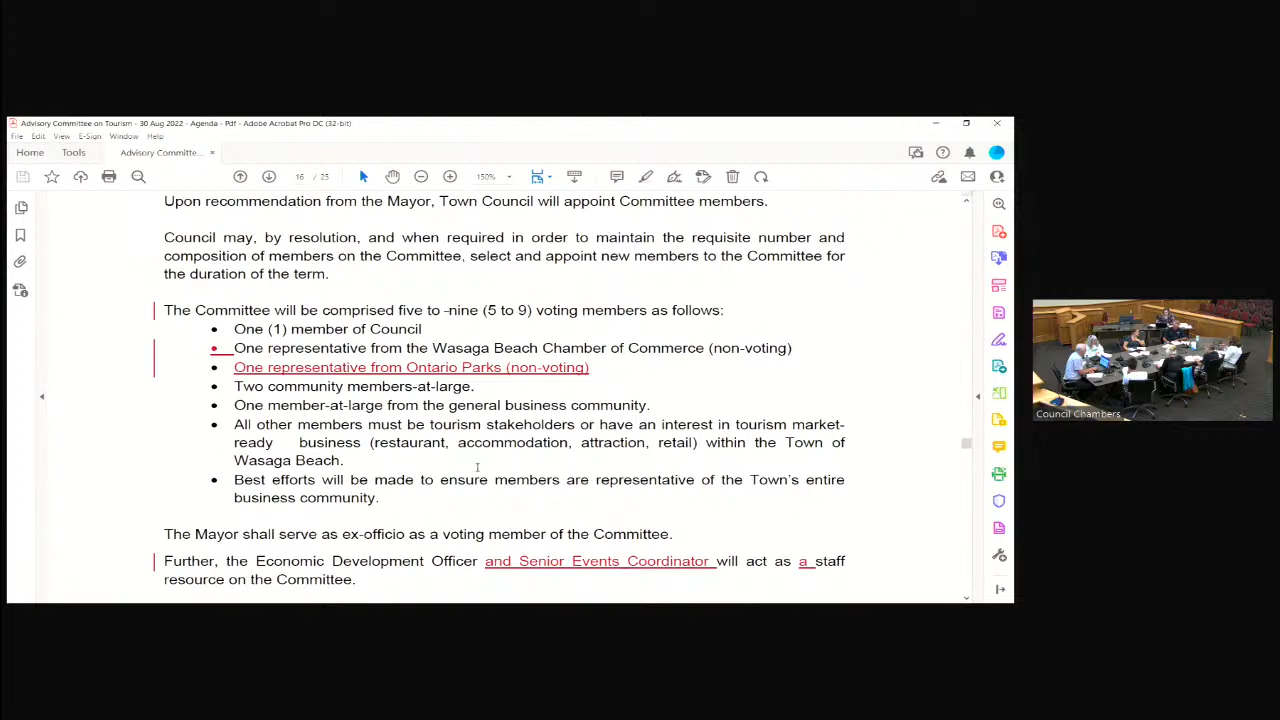 Advisory Committee on Tourism - 30 Aug 2022 - Agenda - Pdf - Adobe Acrobat Pro DC (32-bit)
File Edit View E-Sign Window Help
Home Tools Advisory Committe... ×
16 / 25 150%
Upon recommendation from the Mayor, Town Council will appoint Committee members.
Council may, by resolution, and when required in order to maintain the requisite number and
composition of members on the Committee, select and appoint new members to the Committee for
the duration of the term.
The Committee will be comprised five to -nine (5 to 9) voting members as follows:
• One (1) member of Council
• One representative from the Wasaga Beach Chamber of Commerce (non-voting)
• One representative from Ontario Parks (non-voting)
• Two community members-at-large.
• One member-at-large from the general business community.
• All other members must be tourism stakeholders or have an interest in tourism market-
ready business (restaurant, accommodation, attraction, retail) within the Town of
Wasaga Beach.
• Best efforts will be made to ensure members are representative of the Town's entire
business community.
The Mayor shall serve as ex-officio as a voting member of the Committee.
Further, the Economic Development Officer and Senior Events Coordinator will act as a staff
resource on the Committee.
Council Chambers